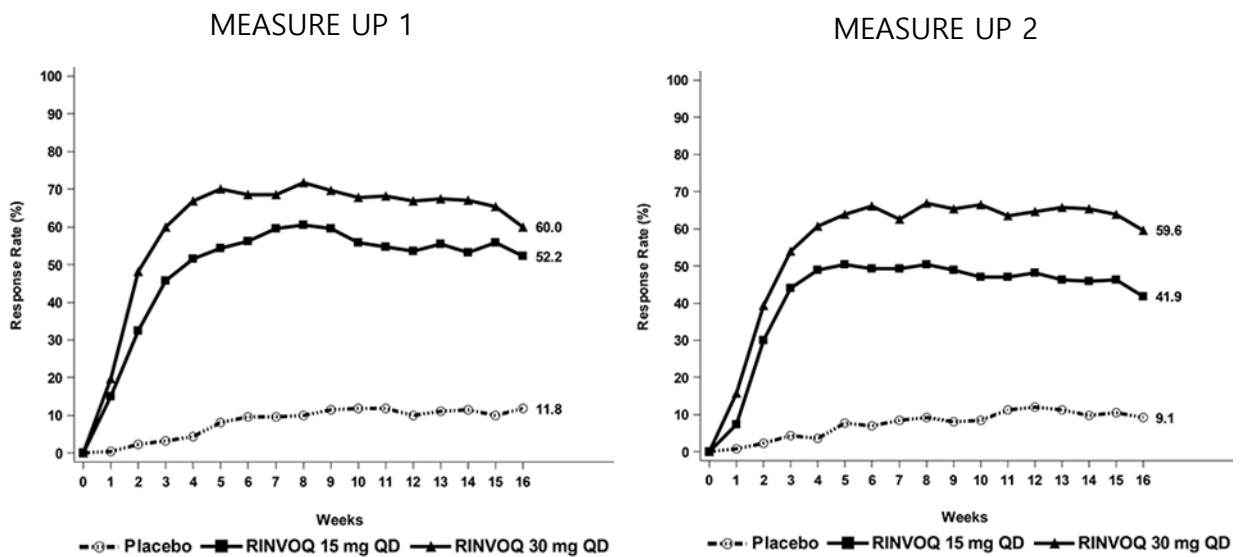 MEASURE UP 1
Response Rate (%)
100
90
80
70
60
50
40
30
20
10
0
60.0
52.2
11.8
0 1 2 3 4 5 6 7 8 9 10 11 12 13 14 15 16
Weeks
Placebo RINVOQ 15 mg QD RINVOQ 30 mg QD
MEASURE UP 2
Response Rate (%)
100
90
80
70
60
50
40
30
20
10
0
59.6
41.9
9.1
0 1 2 3 4 5 6 7 8 9 10 11 12 13 14 15 16
Weeks
Placebo RINVOQ 15 mg QD RINVOQ 30 mg QD